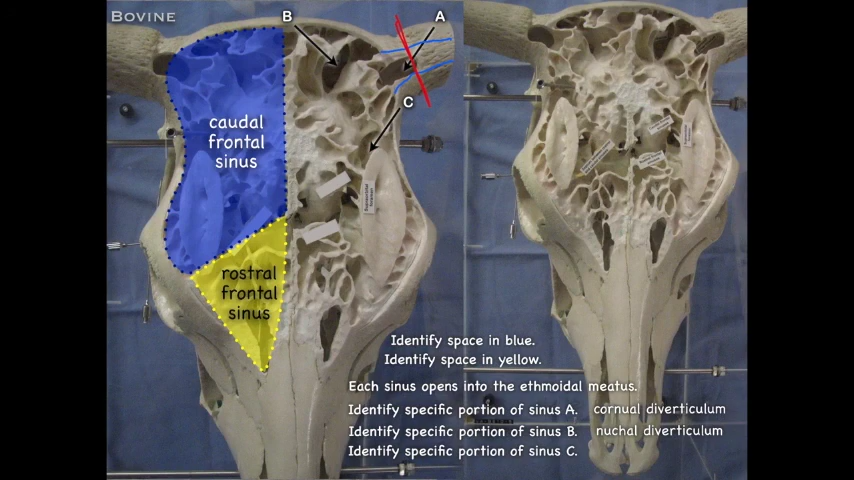 Bovine
B
A
C
caudal
frontal
sinus
rostral
frontal
sinus
Identify space in blue.
Identify space in yellow.
Each sinus opens into the ethmoidal meatus.
Identify specific portion of sinus A. cornual diverticulum
Identify specific portion of sinus B. nuchal diverticulum
Identify specific portion of sinus C.